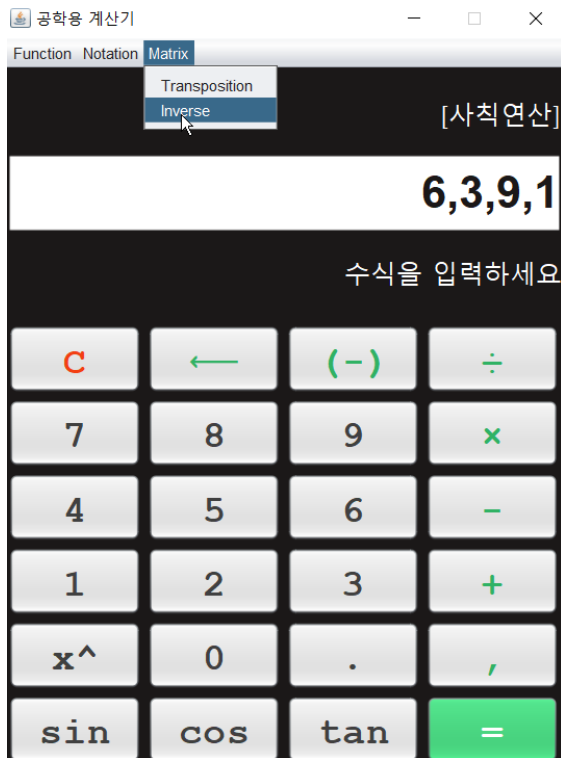 공학용 계산기
Function Notation Matrix
Transposition
Inverse
[사칙연산]
6,3,9,1
수식을 입력하세요
C ← (-) ÷
7 8 9 ×
4 5 6 -
1 2 3 +
x^ 0 . ,
sin cos tan =